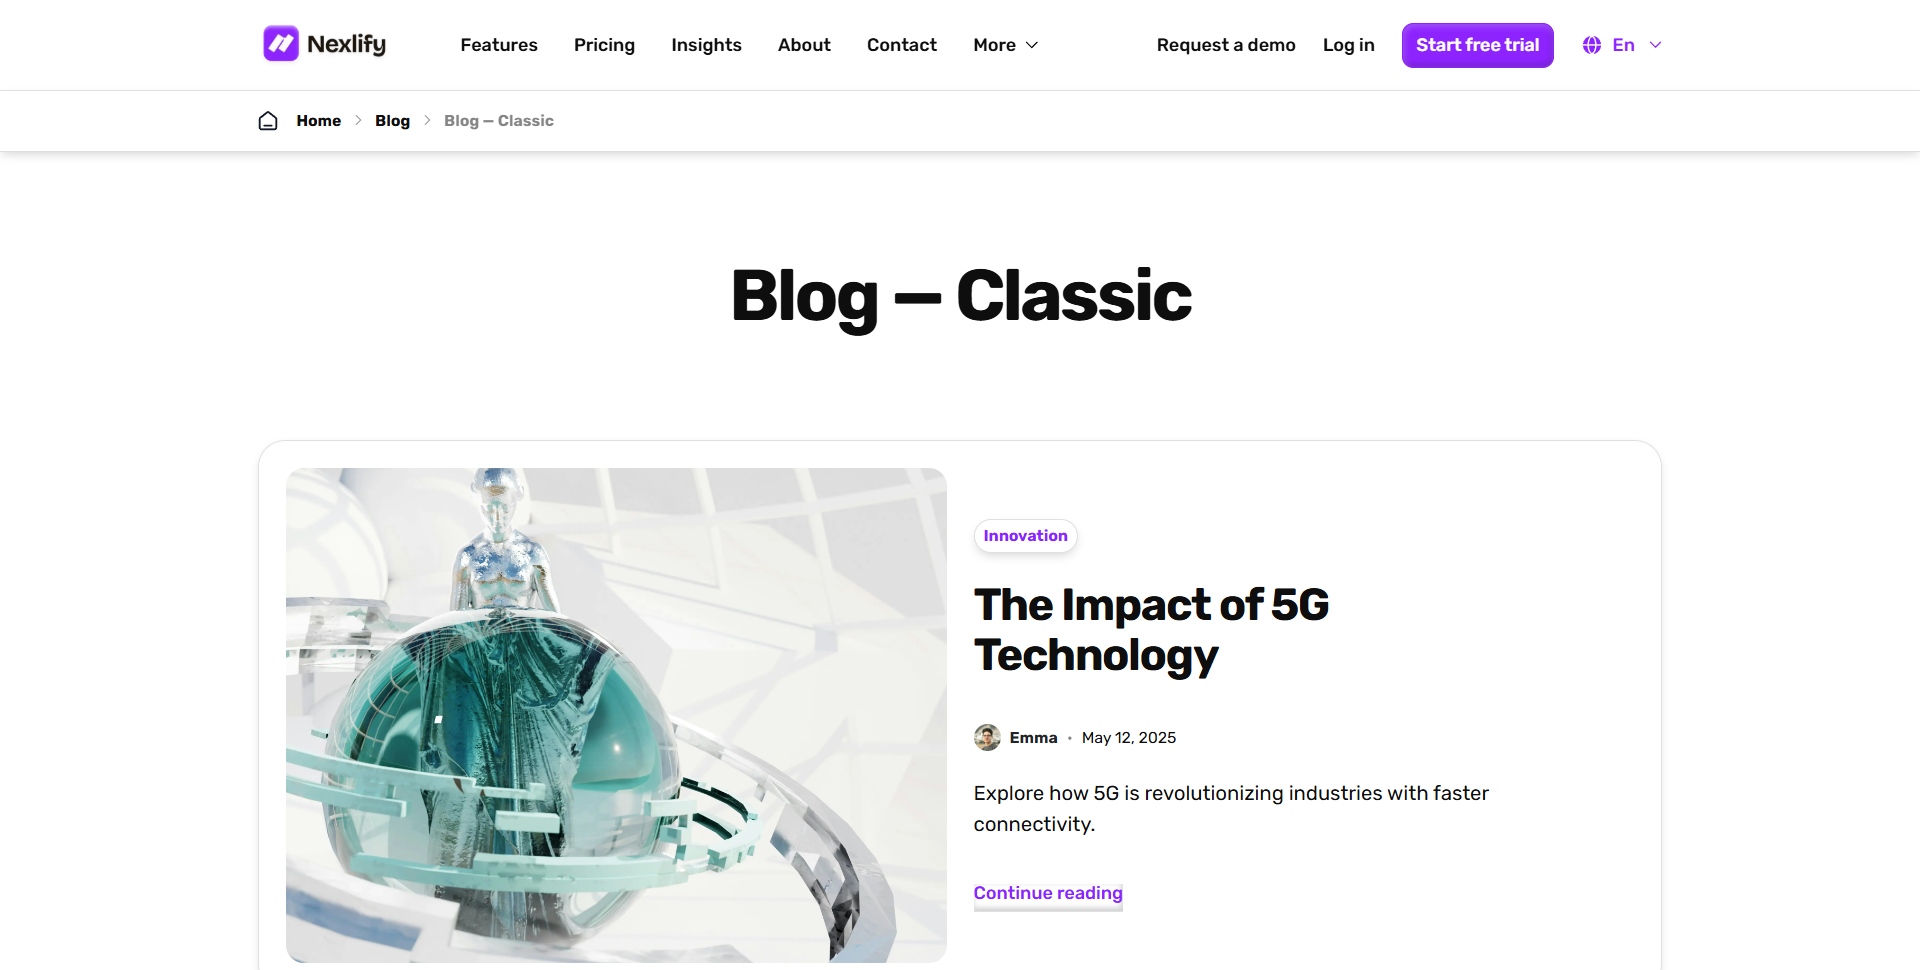 Nexlify
Features
Pricing
Insights
About
Contact
More
Request a demo
Log in
Start free trial
En
Home
Blog
Blog — Classic
Blog — Classic
Innovation
The Impact of 5G
Technology
Emma • May 12, 2025
Explore how 5G is revolutionizing industries with faster
connectivity.
Continue reading